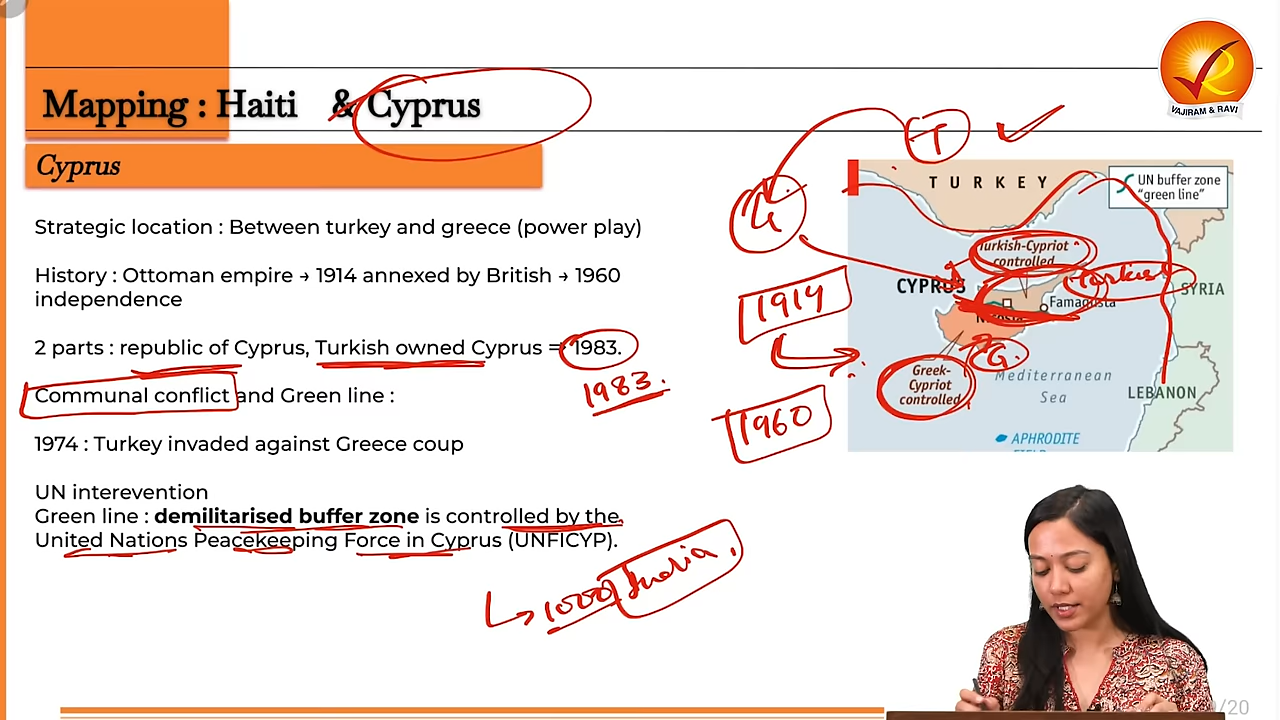 Mapping : Haiti & Cyprus
VAJIRAM & RAVI
Cyprus
Strategic location : Between turkey and greece (power play)
History : Ottoman empire → 1914 annexed by British → 1960
independence
2 parts : republic of Cyprus, Turkish owned Cyprus = 1983.
1983.
Communal conflict and Green line :
1974 : Turkey invaded against Greece coup
UN interevention
Green line : demilitarised buffer zone is controlled by the
United Nations Peacekeeping Force in Cyprus (UNFICYP).
1000 India.
T
G
1914
1960
TURKEY
UN buffer zone
"green line"
Turkish-Cypriot
controlled
Turkish
CYPRUS
SYRIA
Famagusta
Nicosia
G.
Greek-
Cypriot
controlled
Mediterranean
Sea
LEBANON
APHRODITE
/20